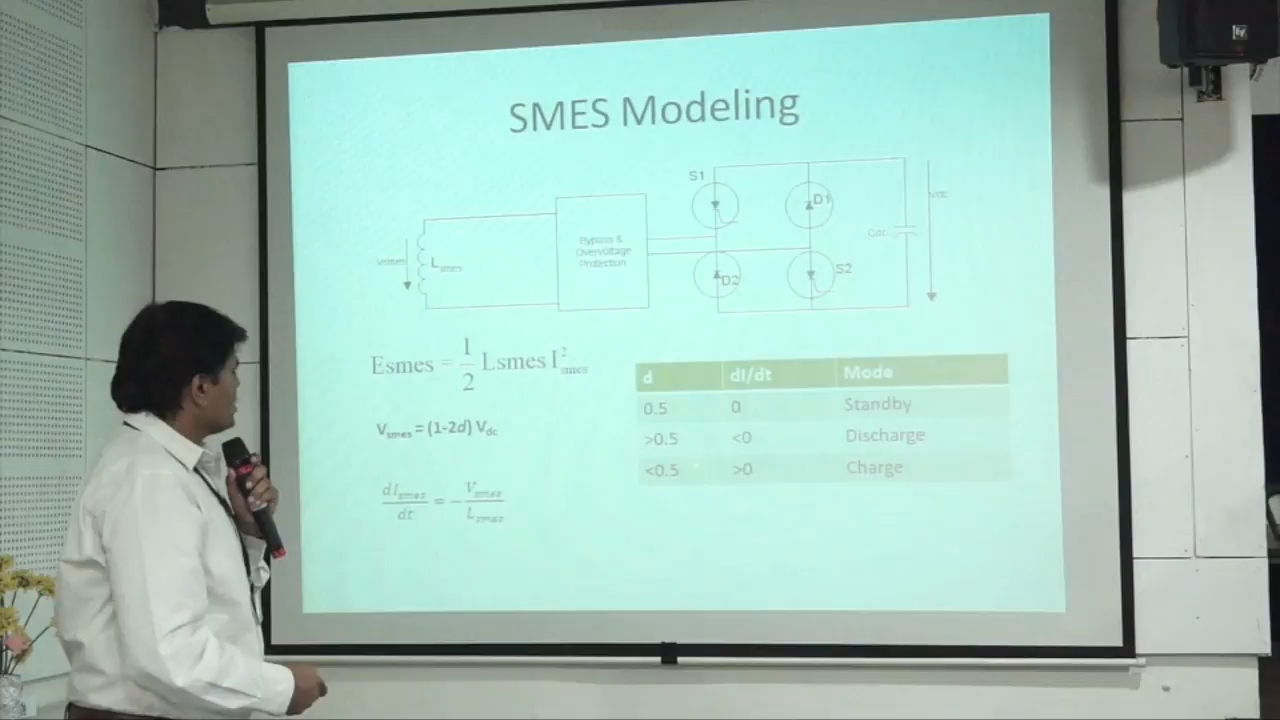 SMES Modeling
S1
D1
Vdc
Cdc
Vsmes
Lsmes
Bypass &
Overvoltage
Protection
D2
S2
Esmes = 1/2 Lsmes I²smes
Vsmes = (1-2d) Vdc
dIsmes/dt = - Vsmes/Lsmes
d dI/dt Mode
0.5 0 Standby
>0.5 <0 Discharge
<0.5 >0 Charge